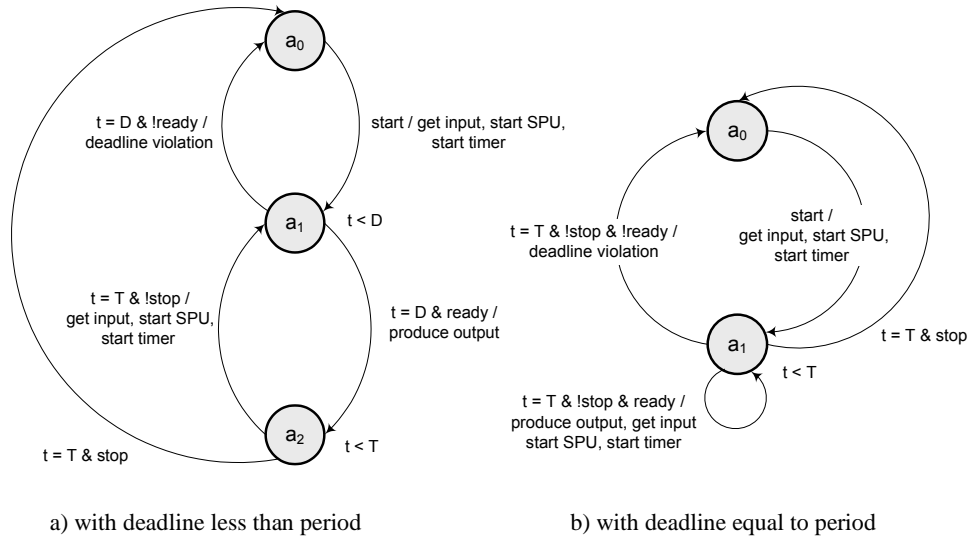 a0
t = D & !ready /
deadline violation
start / get input, start SPU,
start timer
a1
t < D
t = T & !stop /
get input, start SPU,
start timer
t = D & ready /
produce output
a2
t < T
t = T & stop
a) with deadline less than period
a0
t = T & !stop & !ready /
deadline violation
start /
get input, start SPU,
start timer
a1
t < T
t = T & stop
t = T & !stop & ready /
produce output, get input
start SPU, start timer
b) with deadline equal to period